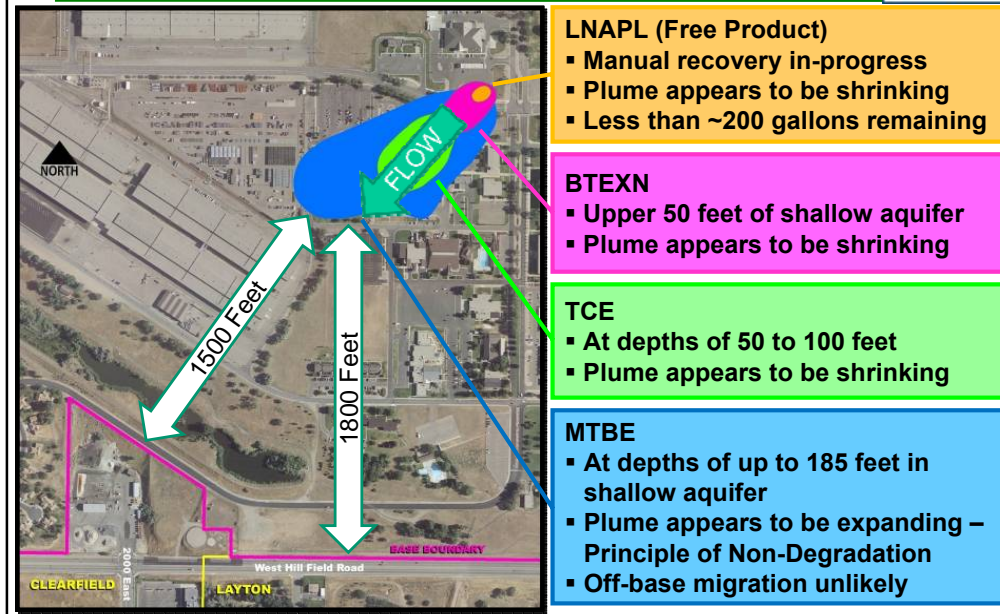 NORTH
FLOW
1500 Feet
1800 Feet
BASE BOUNDARY
West Hill Field Road
2000 East
CLEARFIELD
LAYTON
LNAPL (Free Product)
▪ Manual recovery in-progress
▪ Plume appears to be shrinking
▪ Less than ~200 gallons remaining
BTEXN
▪ Upper 50 feet of shallow aquifer
▪ Plume appears to be shrinking
TCE
▪ At depths of 50 to 100 feet
▪ Plume appears to be shrinking
MTBE
▪ At depths of up to 185 feet in
shallow aquifer
▪ Plume appears to be expanding –
Principle of Non-Degradation
▪ Off-base migration unlikely